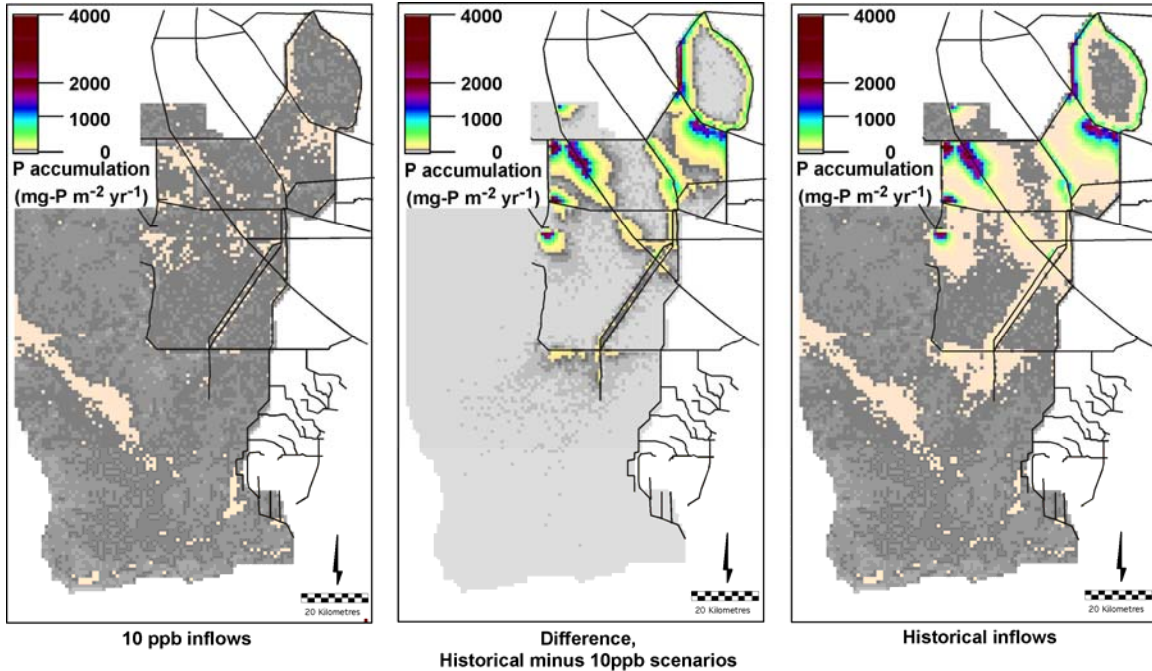 4000
2000
1000
0
P accumulation
(mg-P m⁻² yr⁻¹)
20 Kilometres
10 ppb inflows
4000
2000
1000
0
P accumulation
(mg-P m⁻² yr⁻¹)
20 Kilometres
Difference,
Historical minus 10ppb scenarios
4000
2000
1000
0
P accumulation
(mg-P m⁻² yr⁻¹)
20 Kilometres
Historical inflows